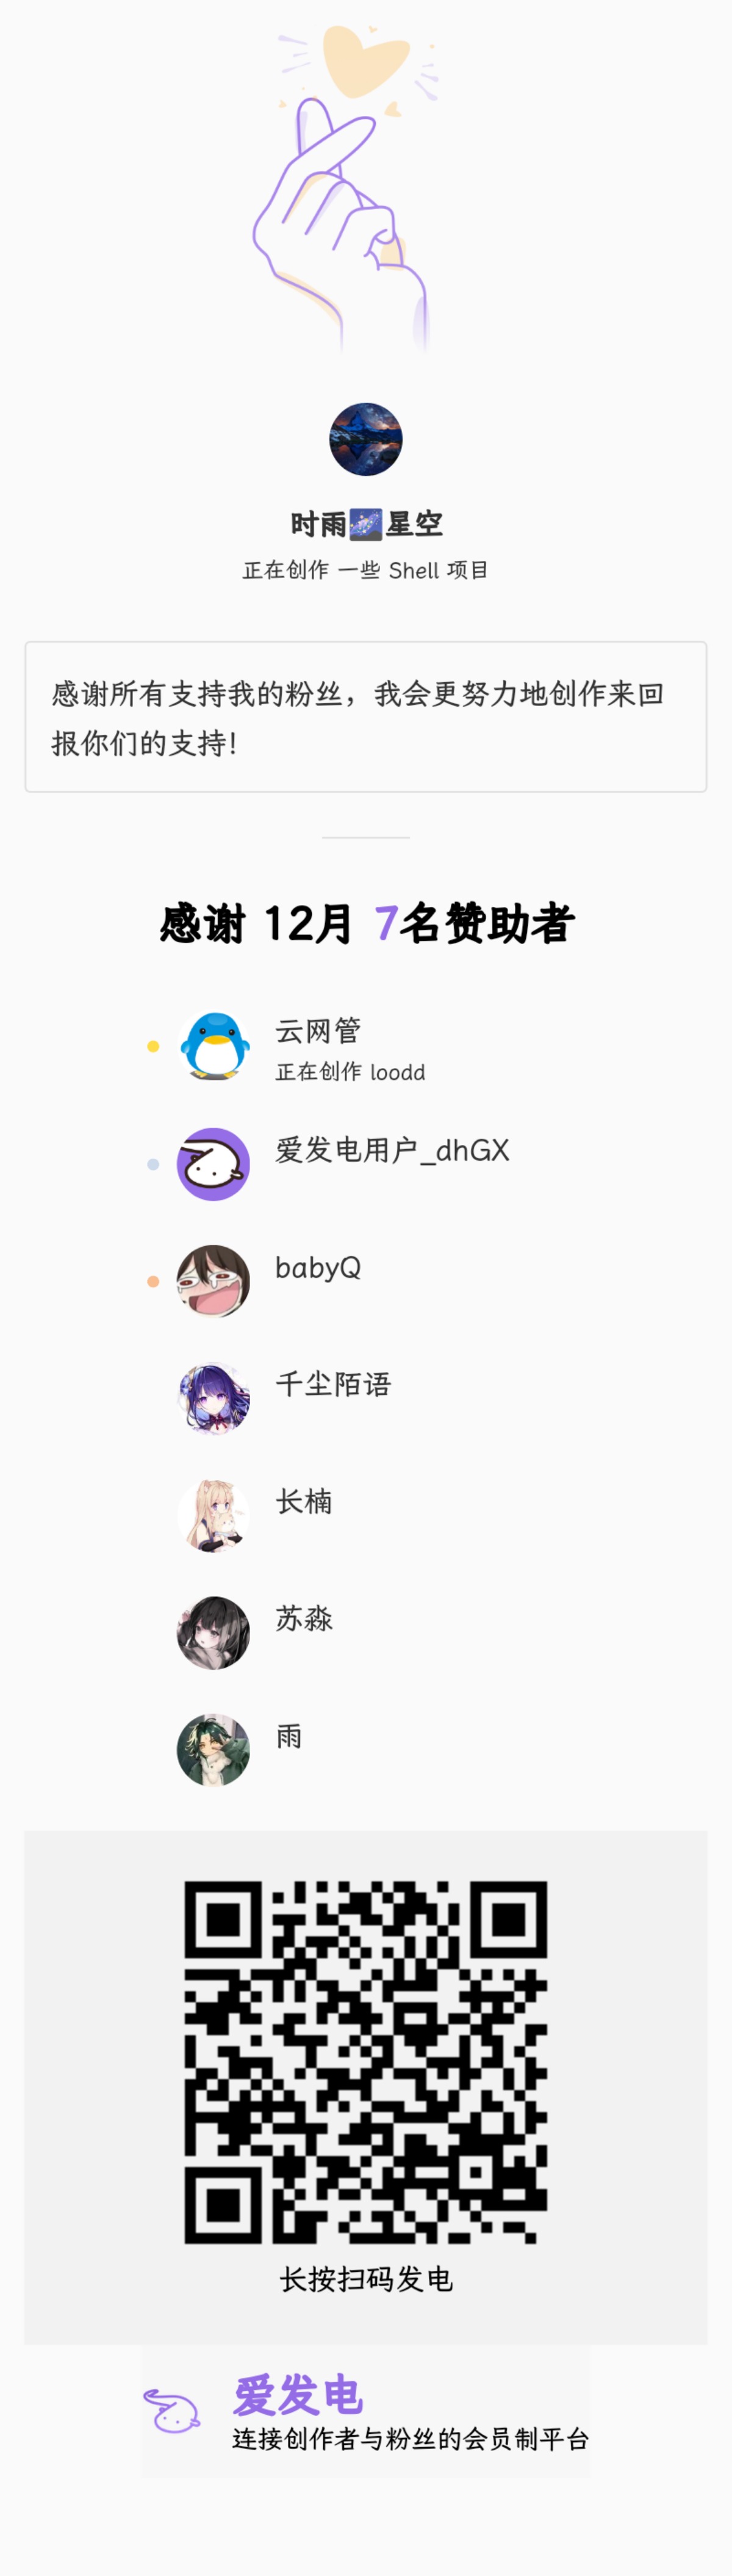 时雨🌌星空
正在创作 一些 Shell 项目
感谢所有支持我的粉丝，我会更努力地创作来回
报你们的支持!
感谢 12月 7名赞助者
云网管
正在创作 loodd
爱发电用户_dhGX
babyQ
千尘陌语
长楠
苏淼
雨
长按扫码发电
爱发电
连接创作者与粉丝的会员制平台